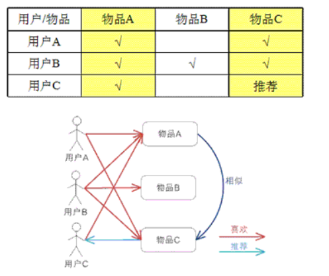 用户/物品 物品A 物品B 物品C
用户A √ √
用户B √ √ √
用户C √ 推荐
用户A
物品A
相似
用户B
物品B
用户C
物品C
喜欢
推荐